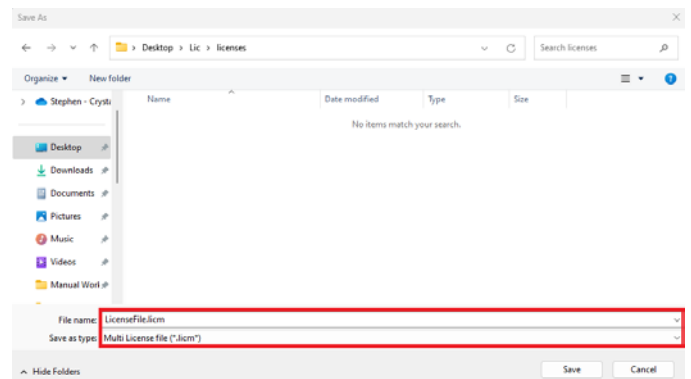 Save As
Desktop > Lic > licenses
Search licenses
Organize
New folder
Stephen - Crysta
Name
Date modified
Type
Size
No items match your search.
Desktop
Downloads
Documents
Pictures
Music
Videos
Manual Worl
File name: LicenseFile.licm
Save as type: Multi License file (*.licm")
Hide Folders
Save
Cancel